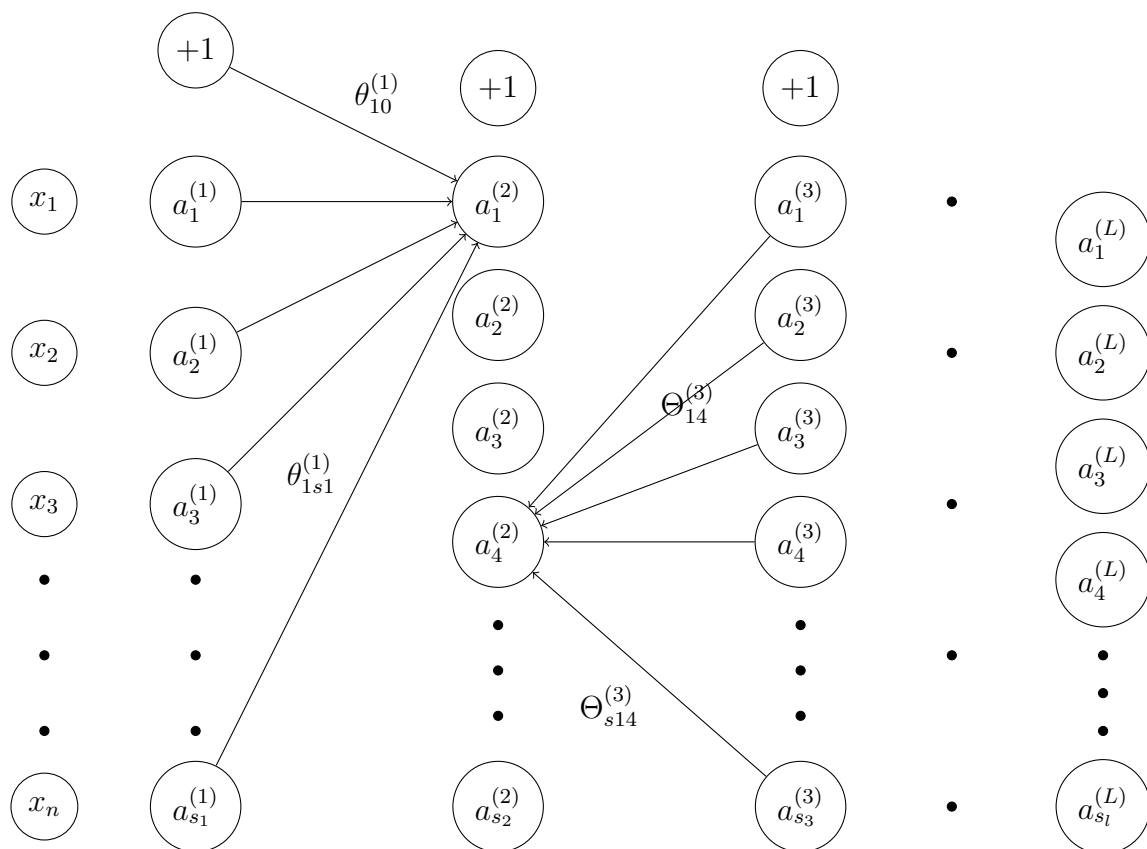 +1
+1 +1
θ_{10}^{(1)}
x_1 a_1^{(1)} a_1^{(2)} a_1^{(3)}
a_1^{(L)}
a_2^{(2)} a_2^{(3)}
x_2 a_2^{(1)} a_2^{(L)}
Θ_{14}^{(3)}
a_3^{(2)} a_3^{(3)}
θ_{1s1}^{(1)} a_3^{(L)}
x_3 a_3^{(1)}
a_4^{(2)} a_4^{(3)}
a_4^{(L)}
Θ_{s14}^{(3)}
x_n a_{s_1}^{(1)} a_{s_2}^{(2)} a_{s_3}^{(3)} a_{s_l}^{(L)}